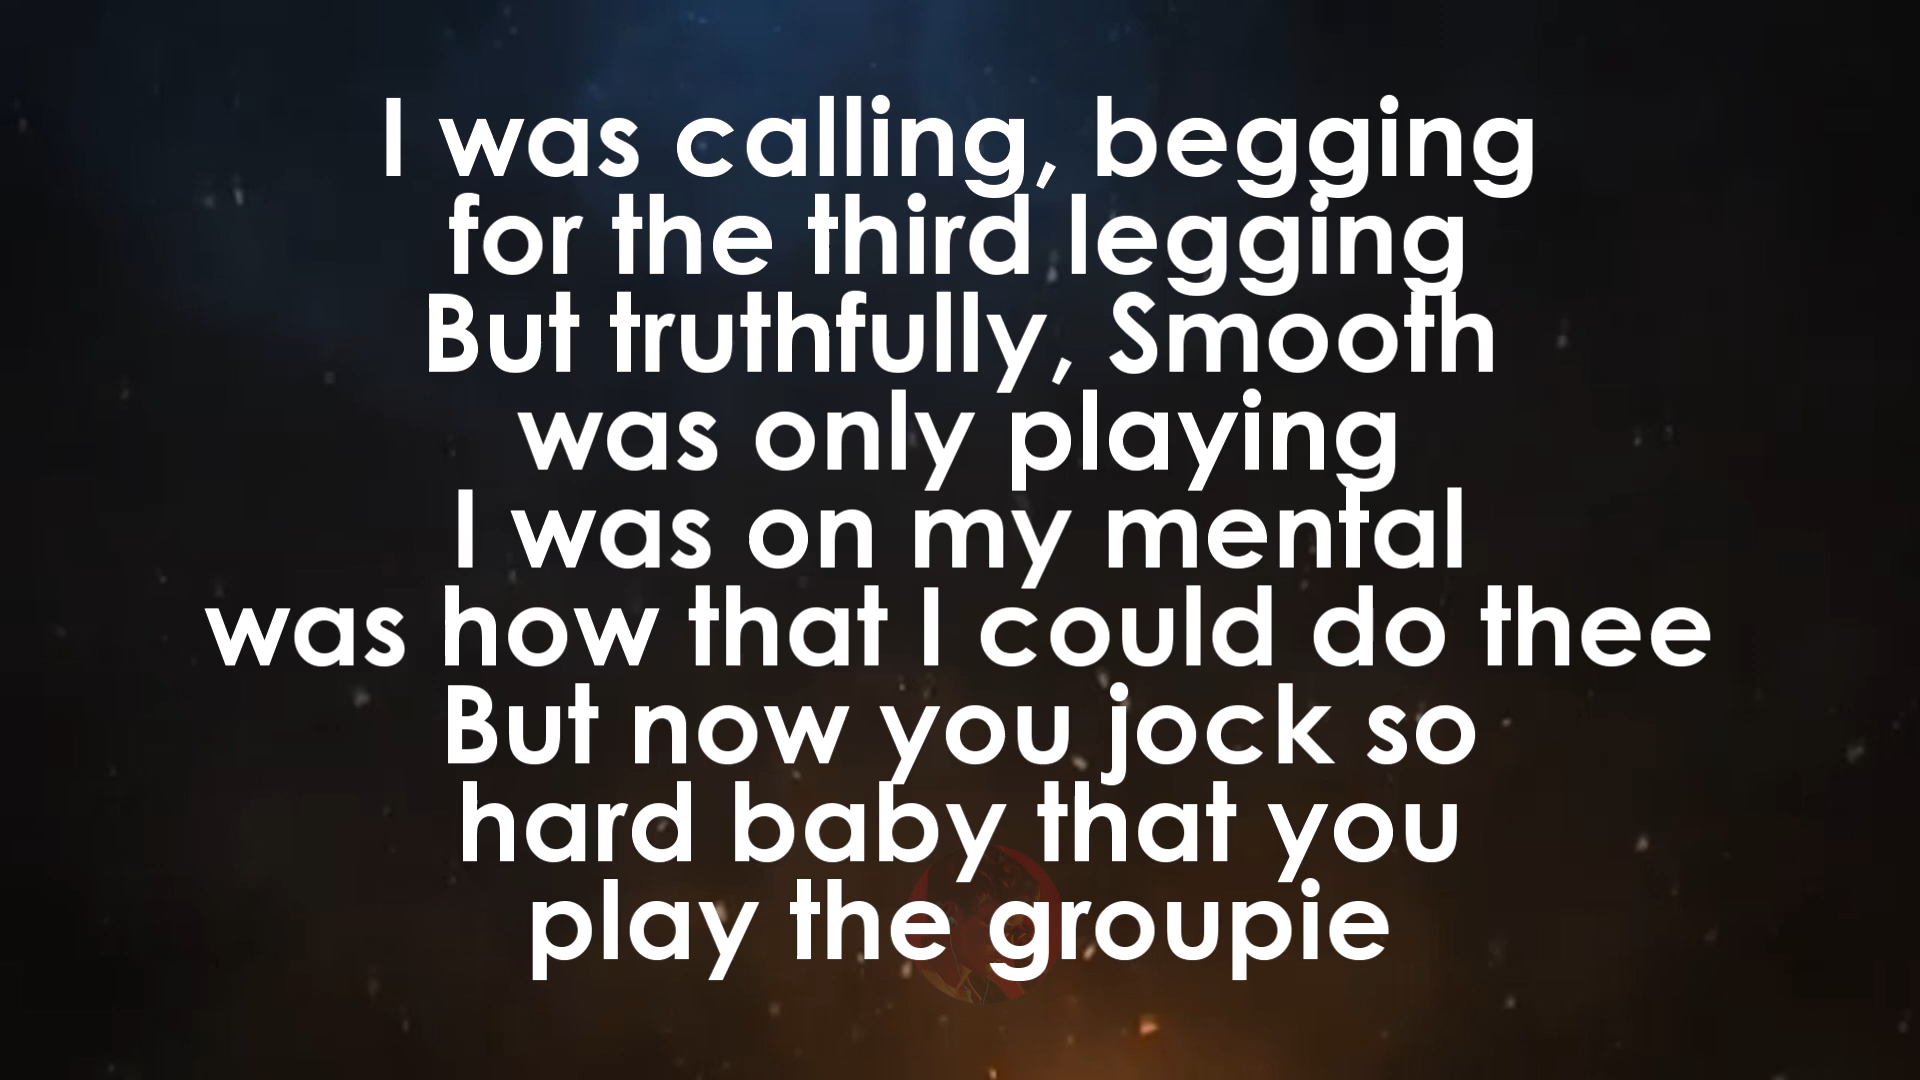 I was calling, begging
for the third legging
But truthfully, Smooth
was only playing
I was on my mental
was how that I could do thee
But now you jock so
hard baby that you
play the groupie